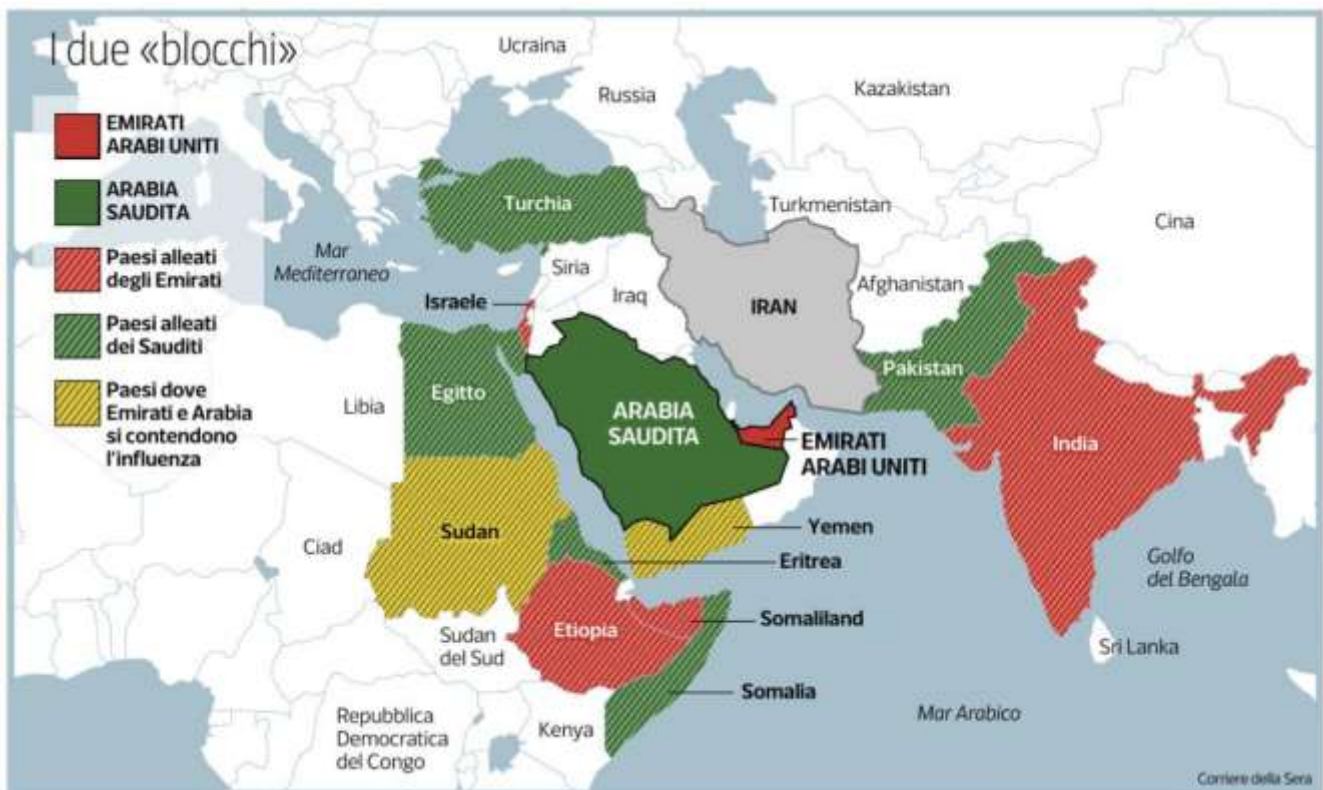 I due «blocchi»
EMIRATI
ARABI UNITI
ARABIA
SAUDITA
Paesi alleati
degli Emirati
Paesi alleati
dei Sauditi
Paesi dove
Emirati e Arabia
si contendono
l'influenza
Ucraina
Russia
Kazakistan
Turchia
Turkmenistan
Cina
Mar
Mediterraneo
Siria
Afghanistan
Israele
Iraq
IRAN
Pakistan
Libia
Egitto
ARABIA
SAUDITA
EMIRATI
ARABI UNITI
India
Sudan
Yemen
Ciad
Eritrea
Golfo
del Bengala
Somaliland
Etiopia
Sudan
del Sud
Sri Lanka
Somalia
Mar Arabico
Repubblica
Democratica
del Congo
Kenya
Corriere della Sera